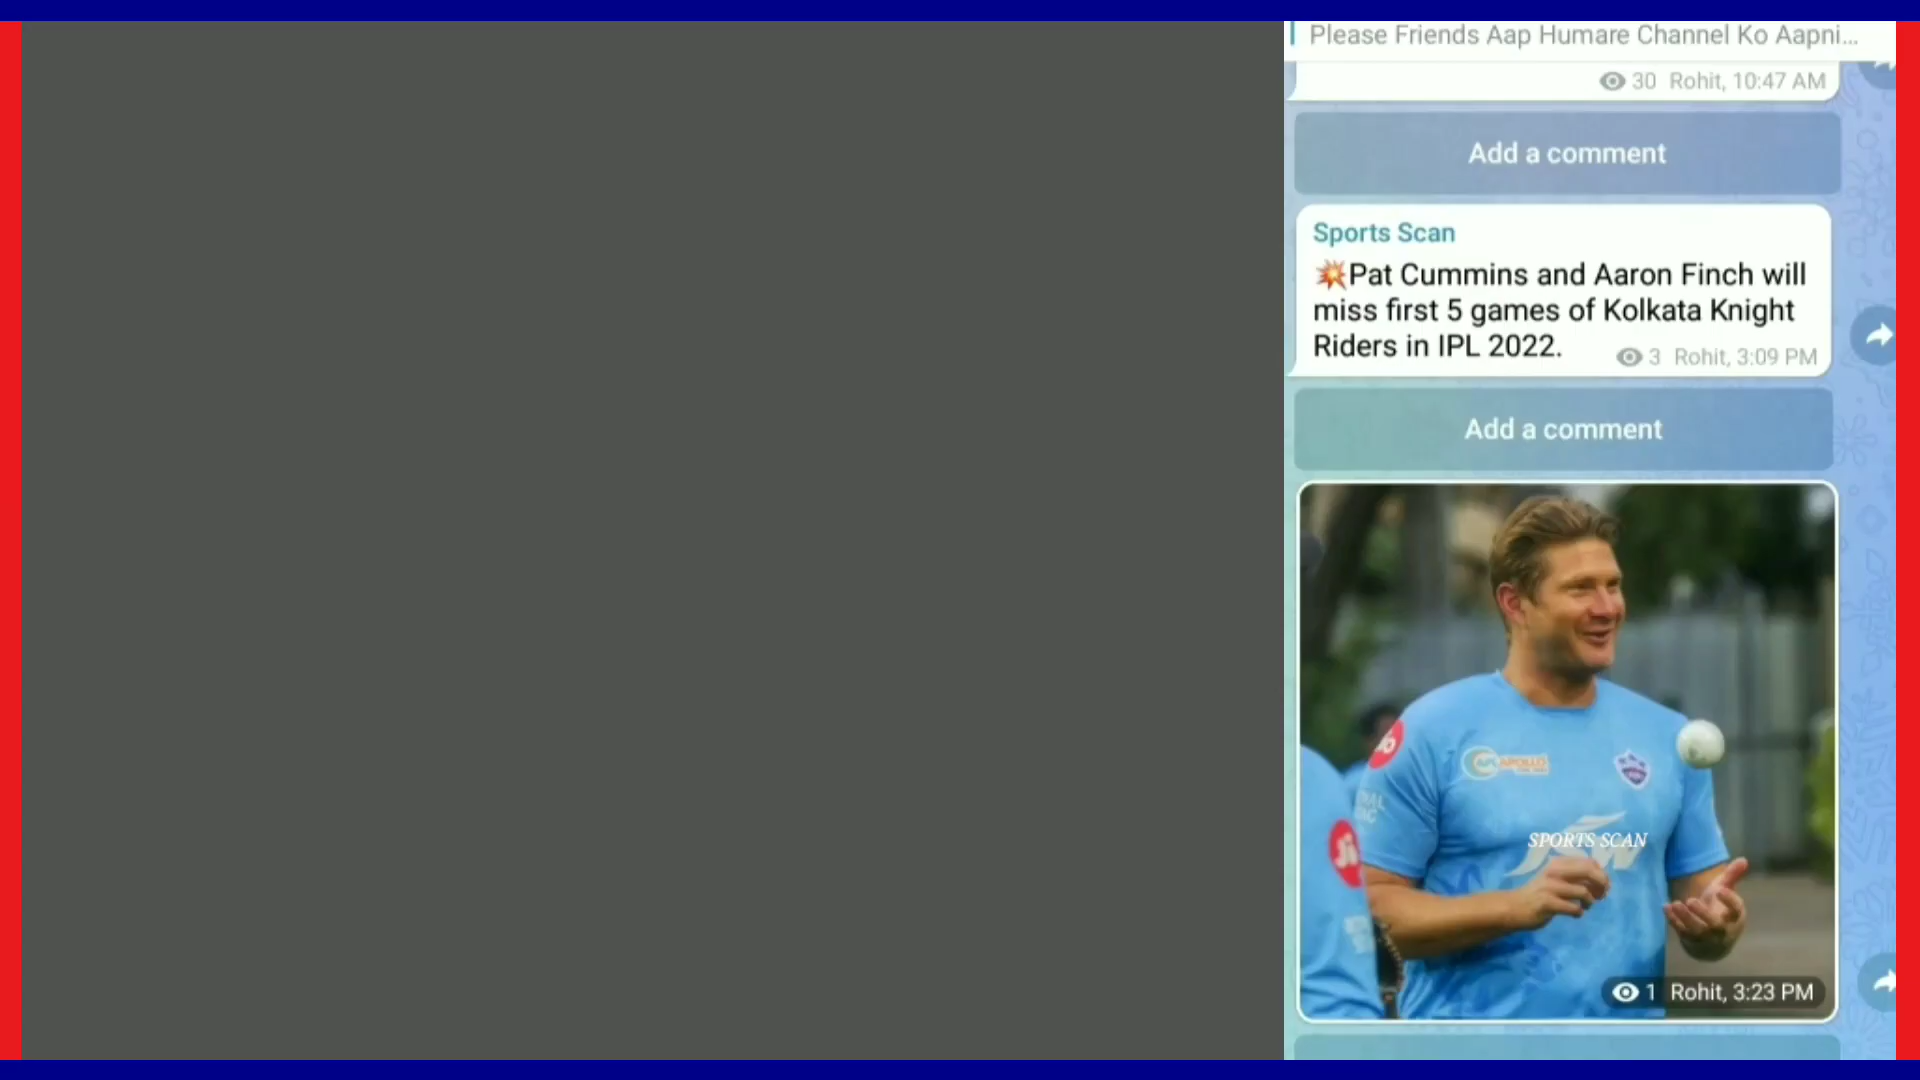 Please Friends Aap Humare Channel Ko Aapni...
30 Rohit, 10:47 AM
Add a comment
Sports Scan
💥Pat Cummins and Aaron Finch will
miss first 5 games of Kolkata Knight
Riders in IPL 2022.
3 Rohit, 3:09 PM
Add a comment
APOLLO
SPORTS SCAN
JSW
1 Rohit, 3:23 PM